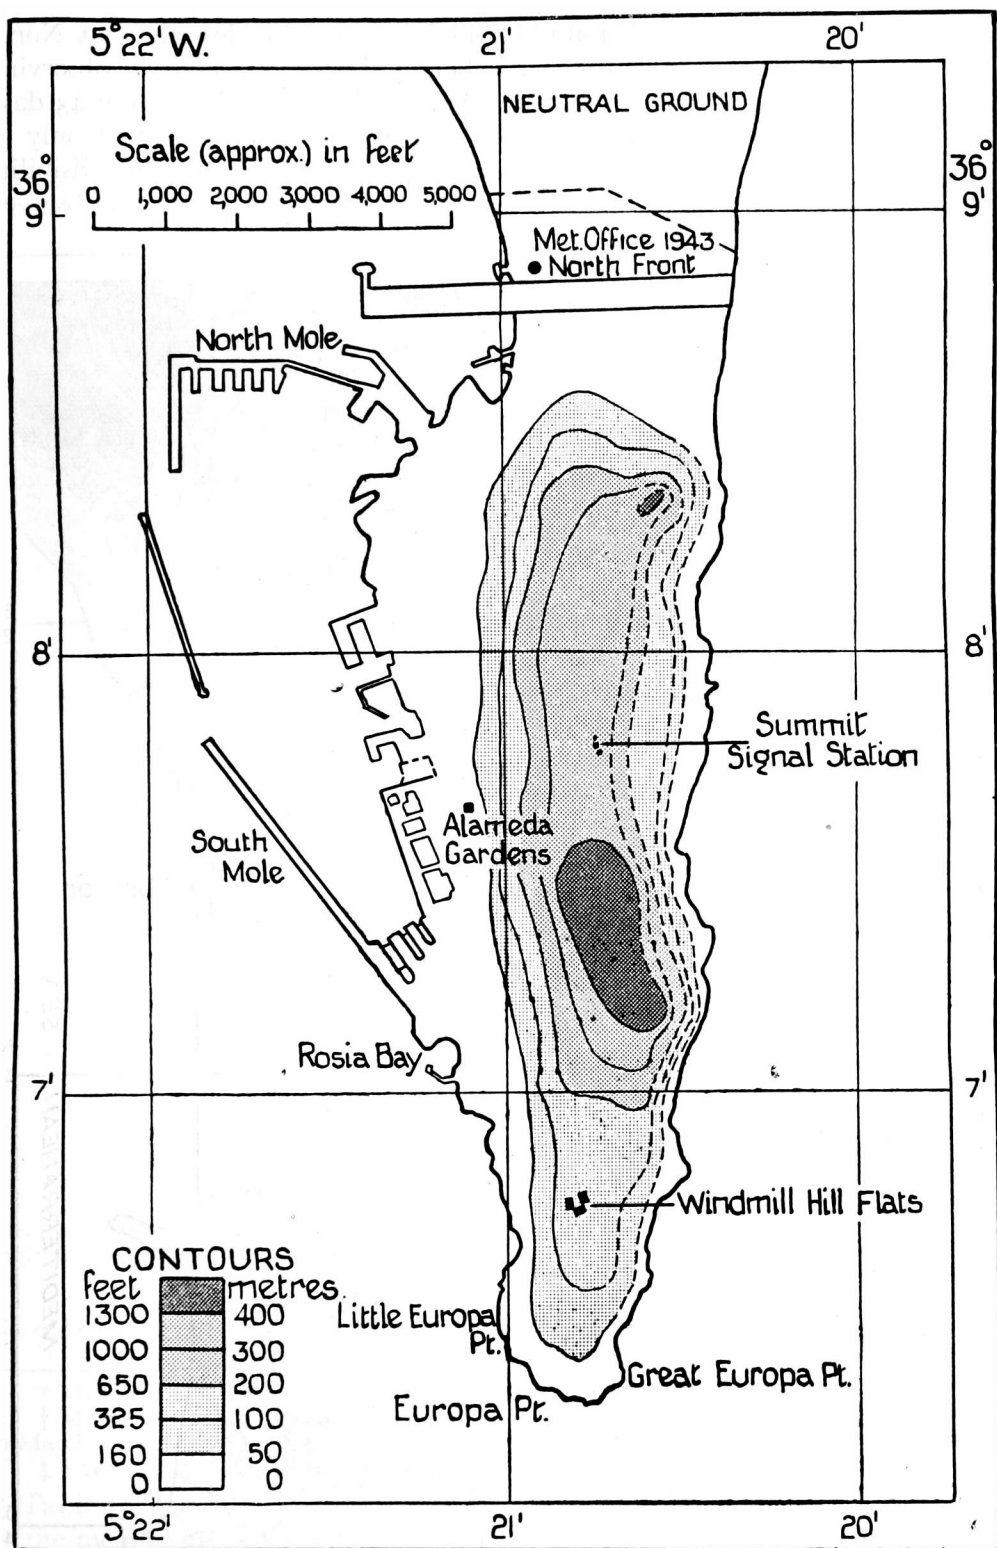 5°22' W.
21'
20'
NEUTRAL GROUND
Scale (approx.) in feet
0 1,000 2,000 3,000 4,000 5,000
36°
9'
36°
9'
Met. Office 1943
North Front
North Mole
8'
8'
Summit
Signal Station
Alameda
Gardens
South
Mole
Rosia Bay
7'
7'
Windmill Hill Flats
CONTOURS
feet metres.
1300 400
1000 300
650 200
325 100
160 50
0 0
Little Europa
Pt.
Great Europa Pt.
Europa Pt.
5°22'
21'
20'